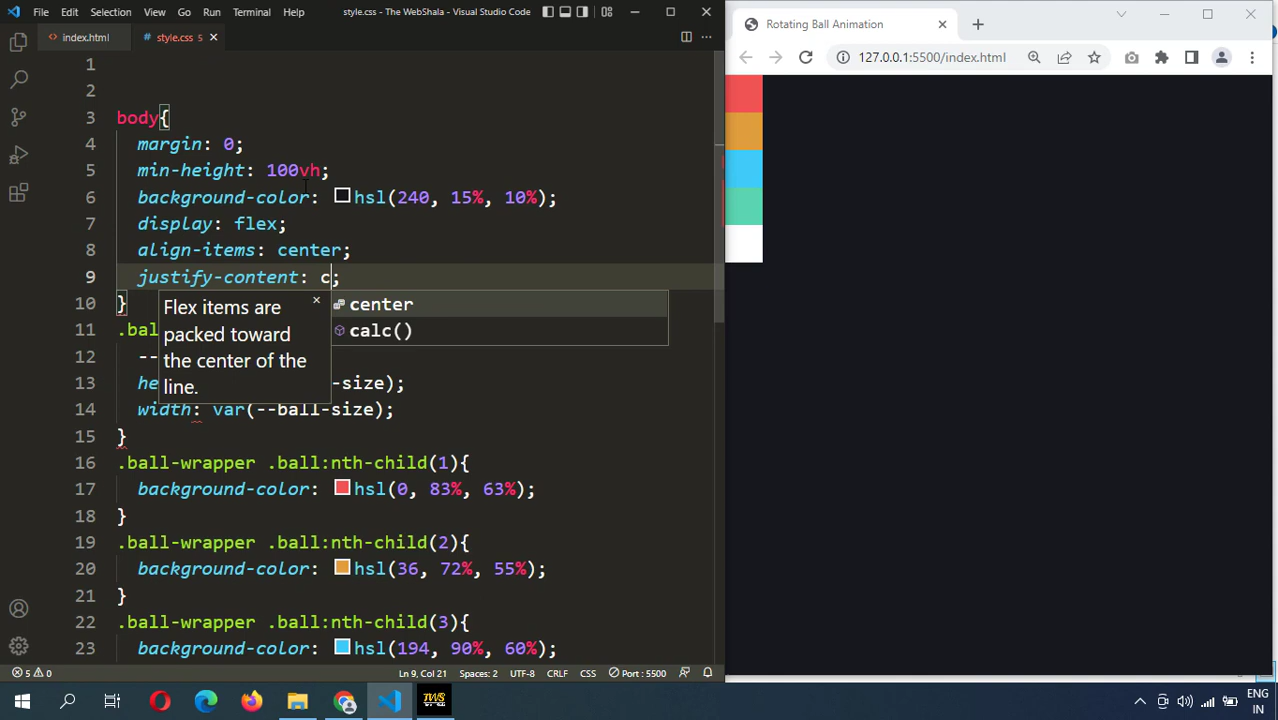 File Edit Selection View Go Run Terminal Help style.css - The WebShala - Visual Studio Code
Rotating Ball Animation
index.html style.css 5
127.0.0.1:5500/index.html
1
2
3 body{
4 margin: 0;
5 min-height: 100vh;
6 background-color: hsl(240, 15%, 10%);
7 display: flex;
8 align-items: center;
9 justify-content: c;
10 }
Flex items are
packed toward
the center of the
line.
center
calc()
11 .bal
12 --
13 he -size);
14 width: var(--ball-size);
15 }
16 .ball-wrapper .ball:nth-child(1){
17 background-color: hsl(0, 83%, 63%);
18 }
19 .ball-wrapper .ball:nth-child(2){
20 background-color: hsl(36, 72%, 55%);
21 }
22 .ball-wrapper .ball:nth-child(3){
23 background-color: hsl(194, 90%, 60%);
5 0 Ln 9, Col 21 Spaces: 2 UTF-8 CRLF CSS Port : 5500
TWS
ENG
IN